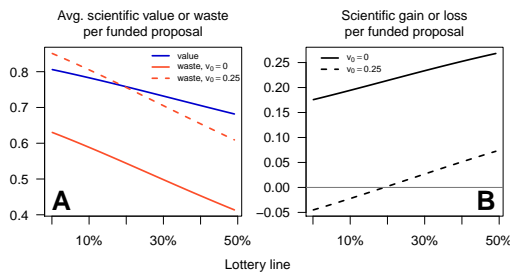 Avg. scientific value or waste
per funded proposal
value
waste, v₀ = 0
waste, v₀ = 0.25
0.8
0.7
0.6
0.5
0.4
A
10%
30%
50%
Scientific gain or loss
per funded proposal
v₀ = 0
v₀ = 0.25
0.25
0.20
0.15
0.10
0.05
0.00
−0.05
B
10%
30%
50%
Lottery line